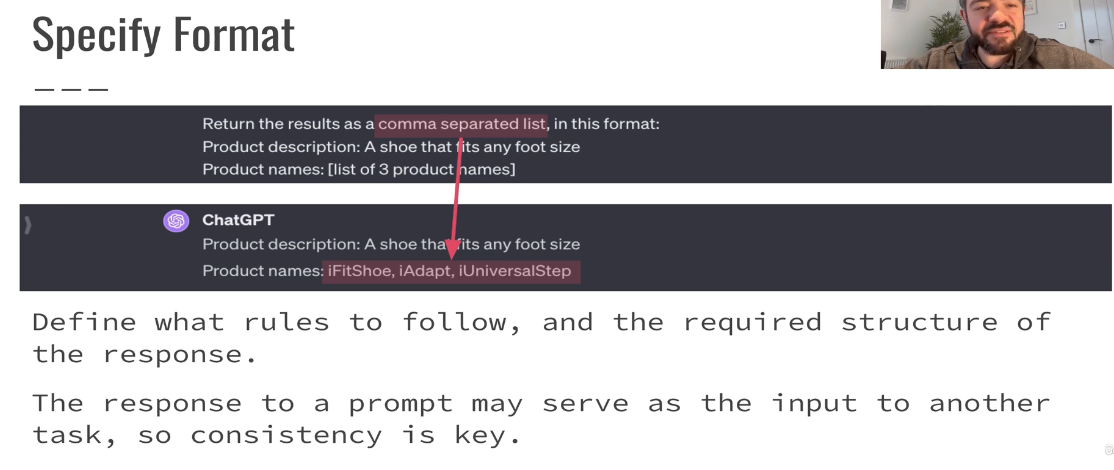 Specify Format
Return the results as a comma separated list, in this format:
Product description: A shoe that fits any foot size
Product names: [list of 3 product names]
ChatGPT
Product description: A shoe that fits any foot size
Product names: iFitShoe, iAdapt, iUniversalStep
Define what rules to follow, and the required structure of
the response.
The response to a prompt may serve as the input to another
task, so consistency is key.